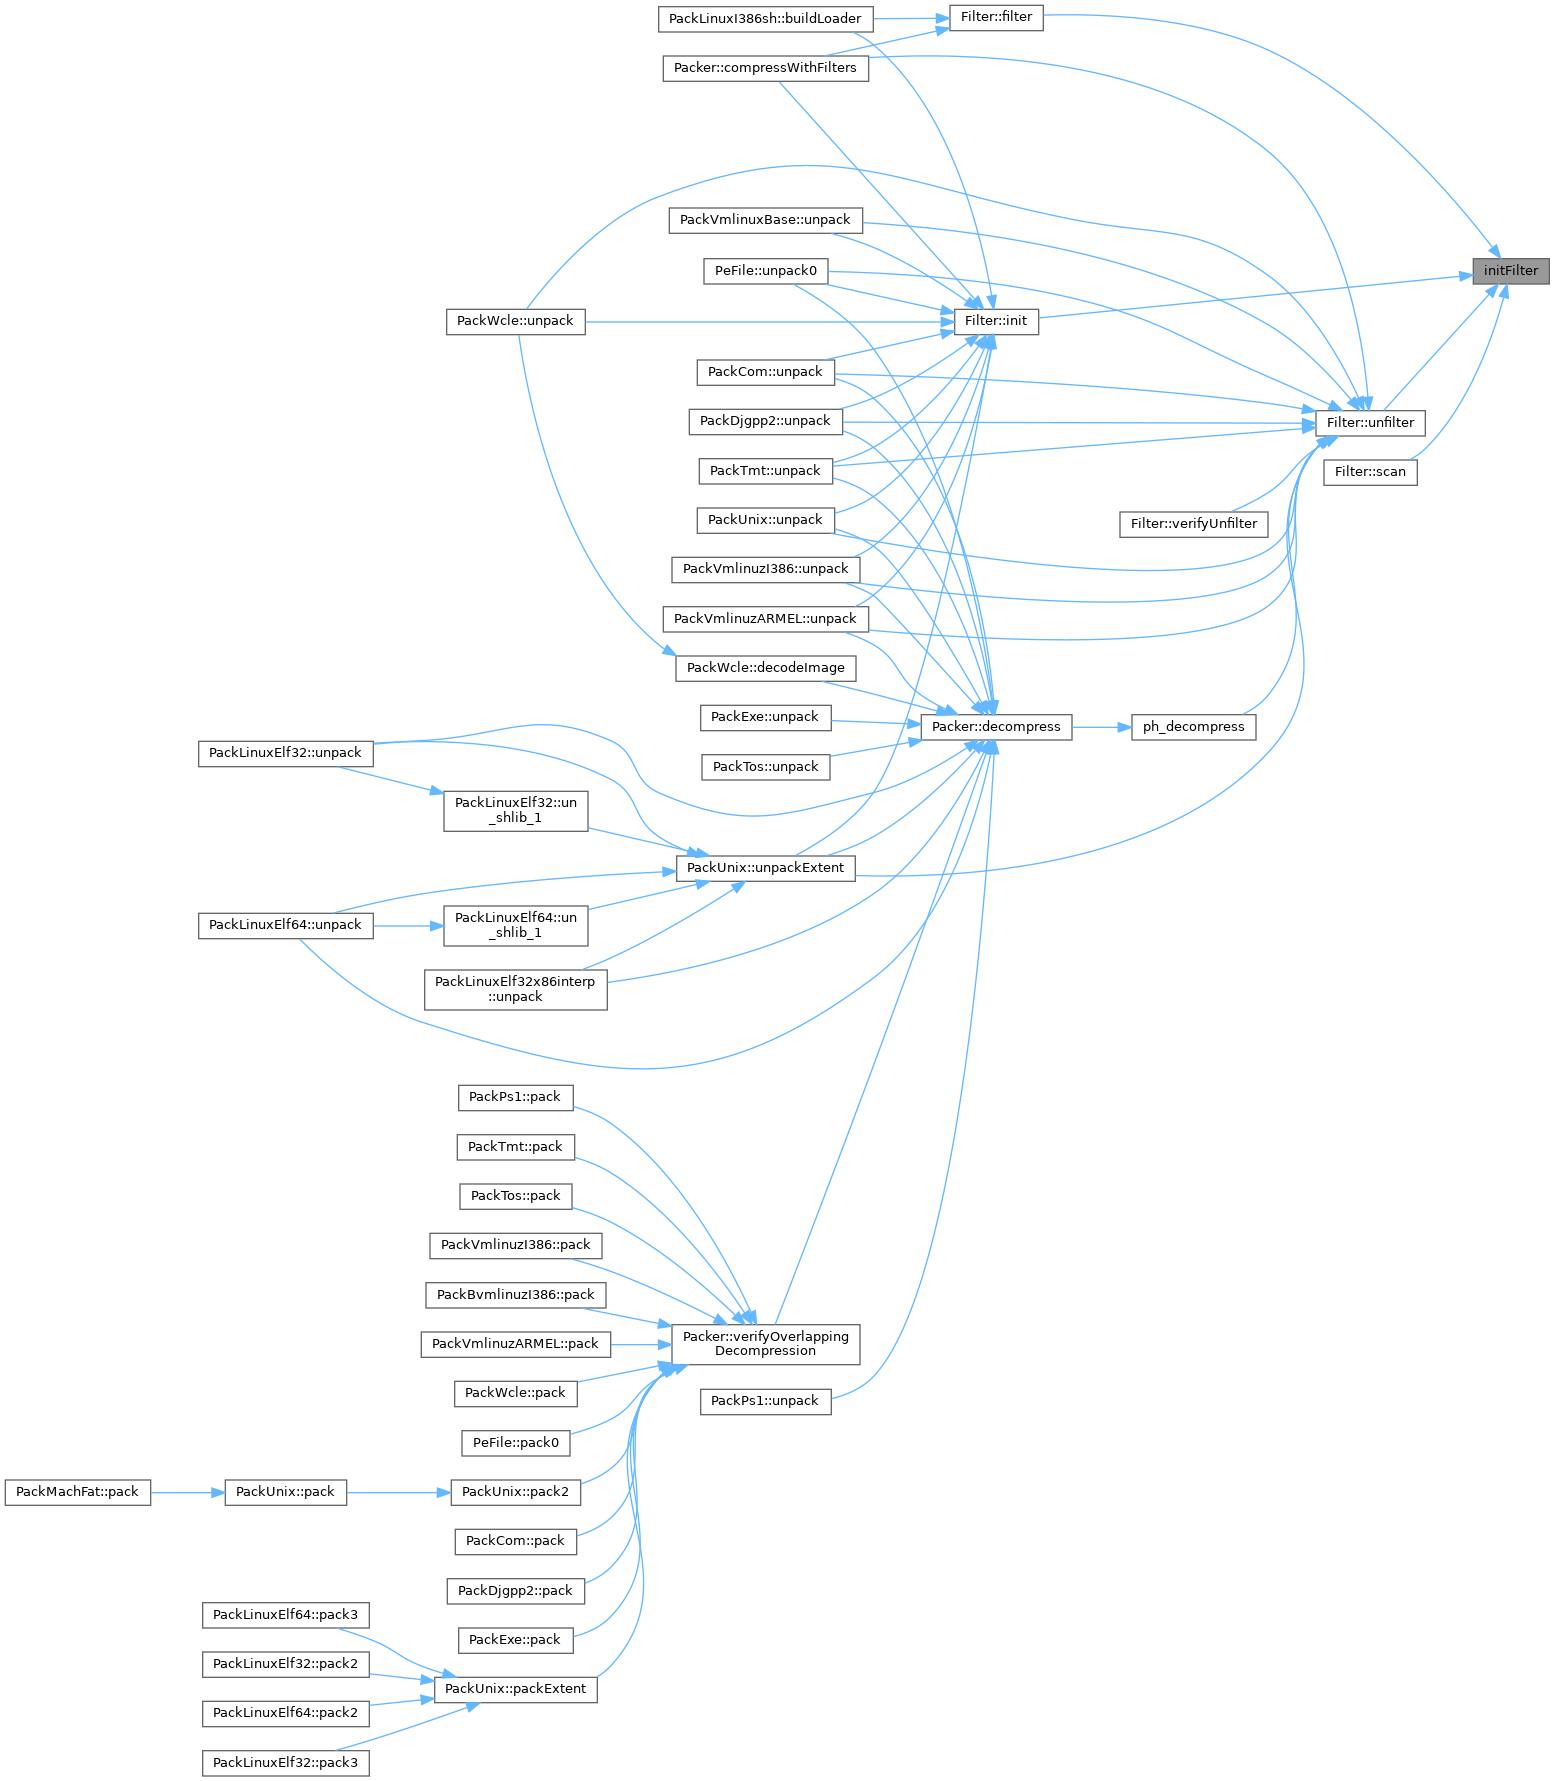 PackLinuxI386sh::buildLoader
Filter::filter
Packer::compressWithFilters
PackVmlinuxBase::unpack
PeFile::unpack0
initFilter
PackWcle::unpack
Filter::init
PackCom::unpack
PackDjgpp2::unpack
Filter::unfilter
PackTmt::unpack
Filter::scan
PackUnix::unpack
Filter::verifyUnfilter
PackVmlinuzI386::unpack
PackVmlinuzARMEL::unpack
PackWcle::decodeImage
PackExe::unpack
Packer::decompress
ph_decompress
PackLinuxElf32::unpack
PackTos::unpack
PackLinuxElf32::un
_shlib_1
PackUnix::unpackExtent
PackLinuxElf64::unpack
PackLinuxElf64::un
_shlib_1
PackLinuxElf32x86interp
::unpack
PackPs1::pack
PackTmt::pack
PackTos::pack
PackVmlinuzI386::pack
PackBvmlinuzI386::pack
PackVmlinuzARMEL::pack
Packer::verifyOverlapping
Decompression
PackWcle::pack
PackPs1::unpack
PeFile::pack0
PackMachFat::pack
PackUnix::pack
PackUnix::pack2
PackCom::pack
PackDjgpp2::pack
PackLinuxElf64::pack3
PackExe::pack
PackLinuxElf32::pack2
PackUnix::packExtent
PackLinuxElf64::pack2
PackLinuxElf32::pack3